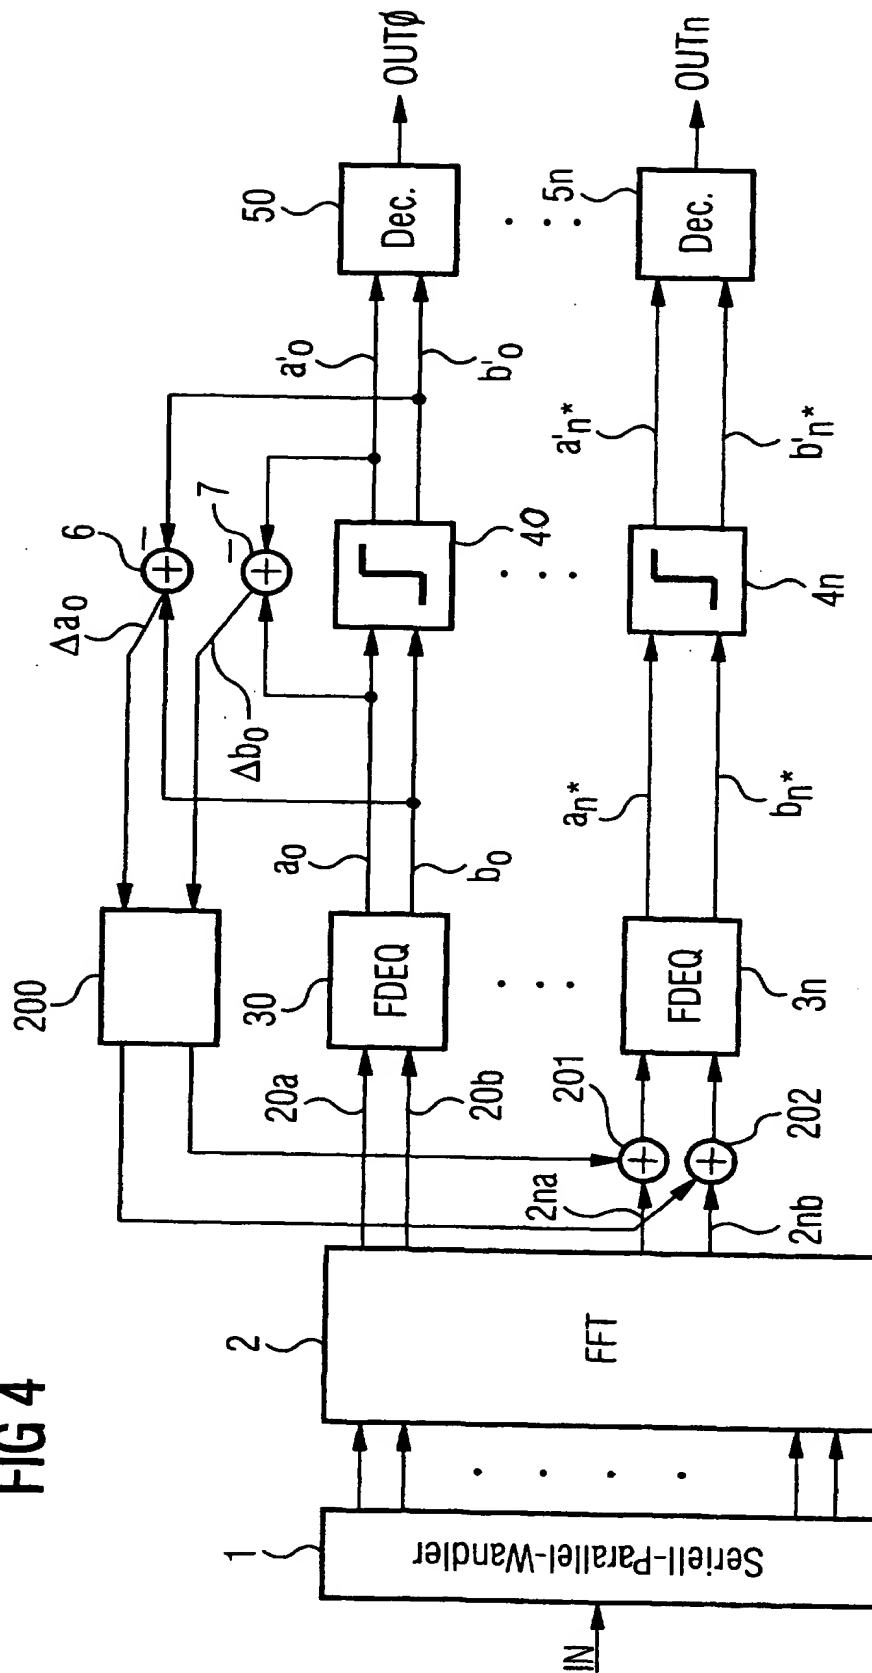 FIG 4
IN
1
Seriell-Parallel-Wandler
2
FFT
200
20a
20b
30
FDEQ
a0
b0
Δa0
Δb0
6
−
7
−
40
a'0
b'0
50
Dec.
OUTØ
2na
2nb
201
202
FDEQ
3n
an*
bn*
4n
a'n*
b'n*
5n
Dec.
OUTn